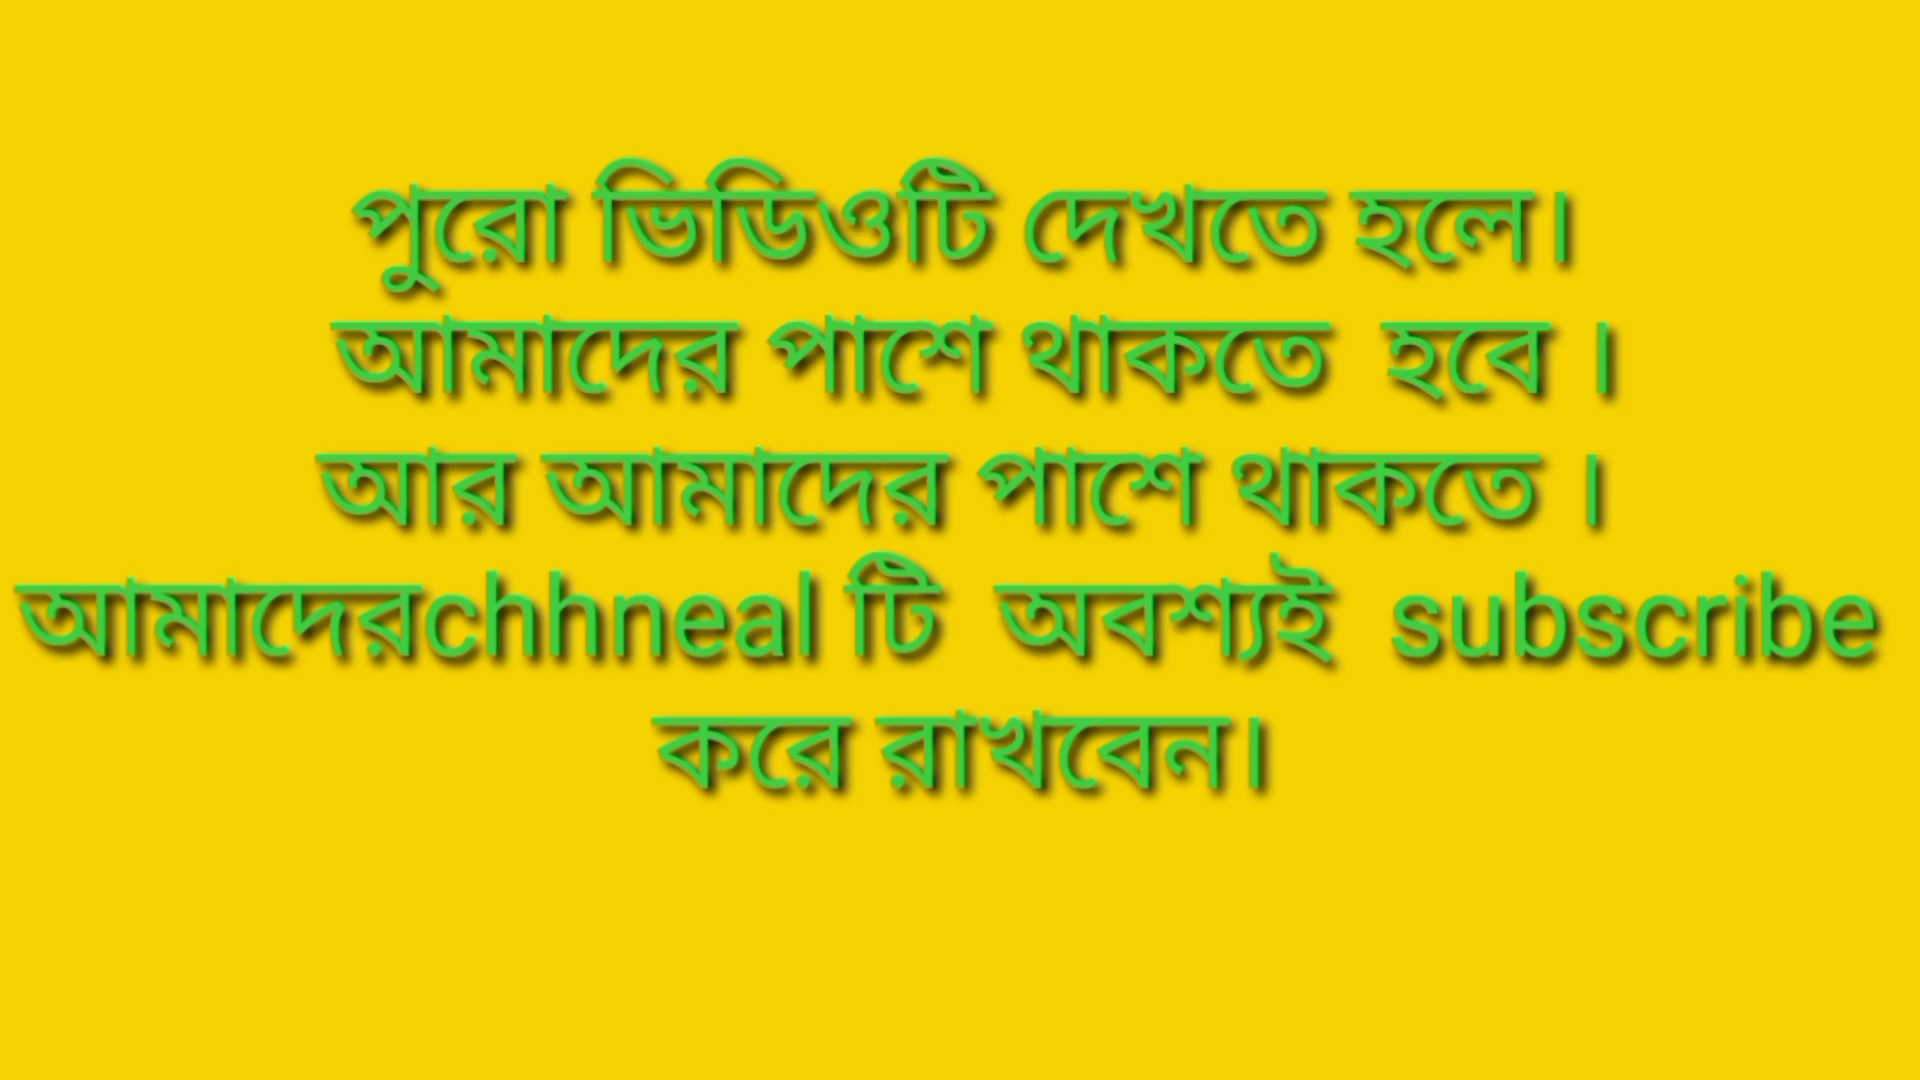 পুরো ভিডিওটি দেখতে হলে।
আমাদের পাশে থাকতে হবে ।
আর আমাদের পাশে থাকতে ।
আমাদেরchhneal টি অবশ্যই subscribe
করে রাখবেন।